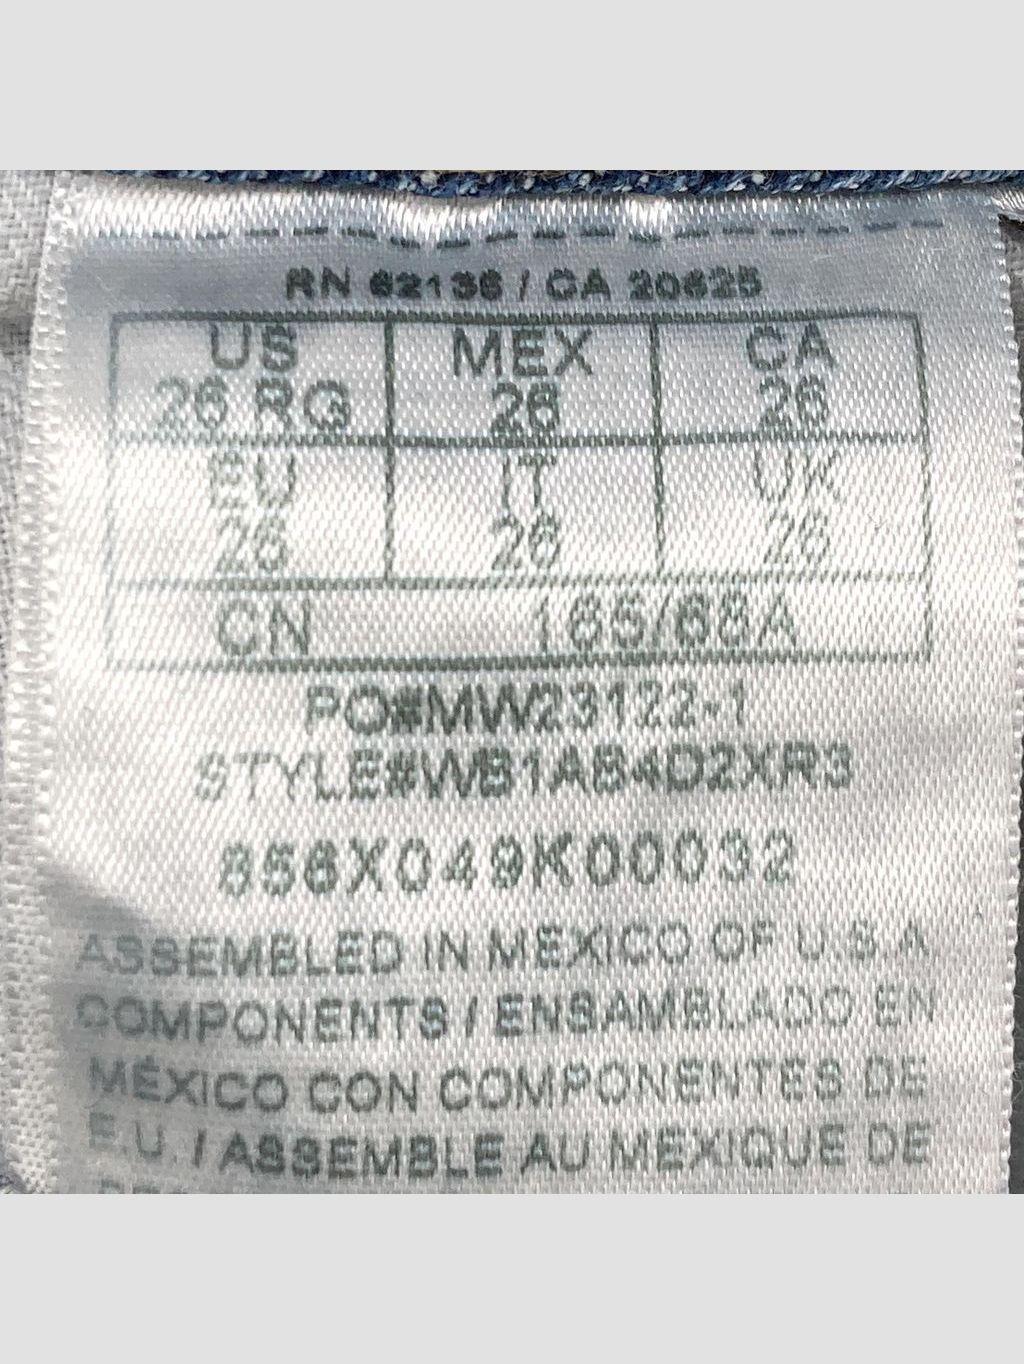 RN 62136 / CA 20625
US MEX CA
26 RG 26 26
EU IT UK
26 26 26
CN 165/68A
PO#MW23122-1
STYLE#WB1AB4D2XR3
856X049K00032
ASSEMBLED IN MEXICO OF U.S.A
COMPONENTS / ENSAMBLADO EN
MÉXICO CON COMPONENTES DE
E.U. / ASSEMBLE AU MEXIQUE DE